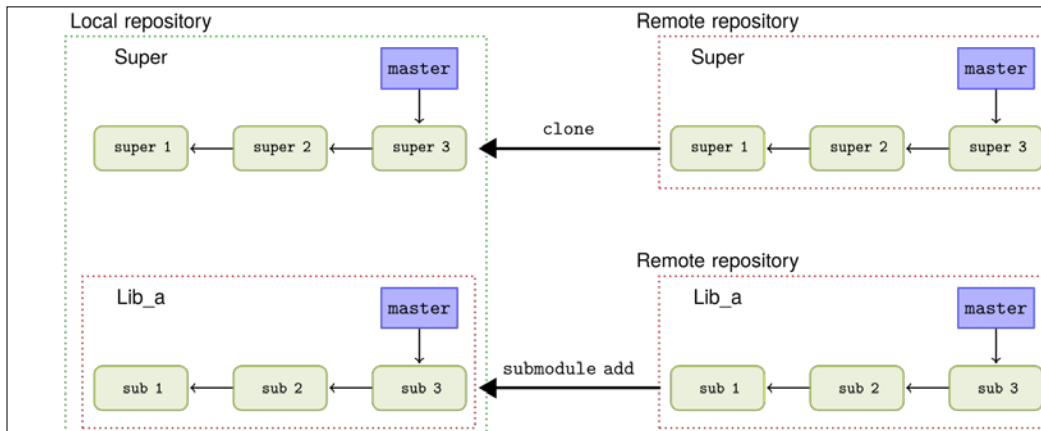 Local repository
Remote repository
Super
master
super 1
super 2
super 3
clone
Super
master
super 1
super 2
super 3
Remote repository
Lib_a
master
sub 1
sub 2
sub 3
submodule add
Lib_a
master
sub 1
sub 2
sub 3